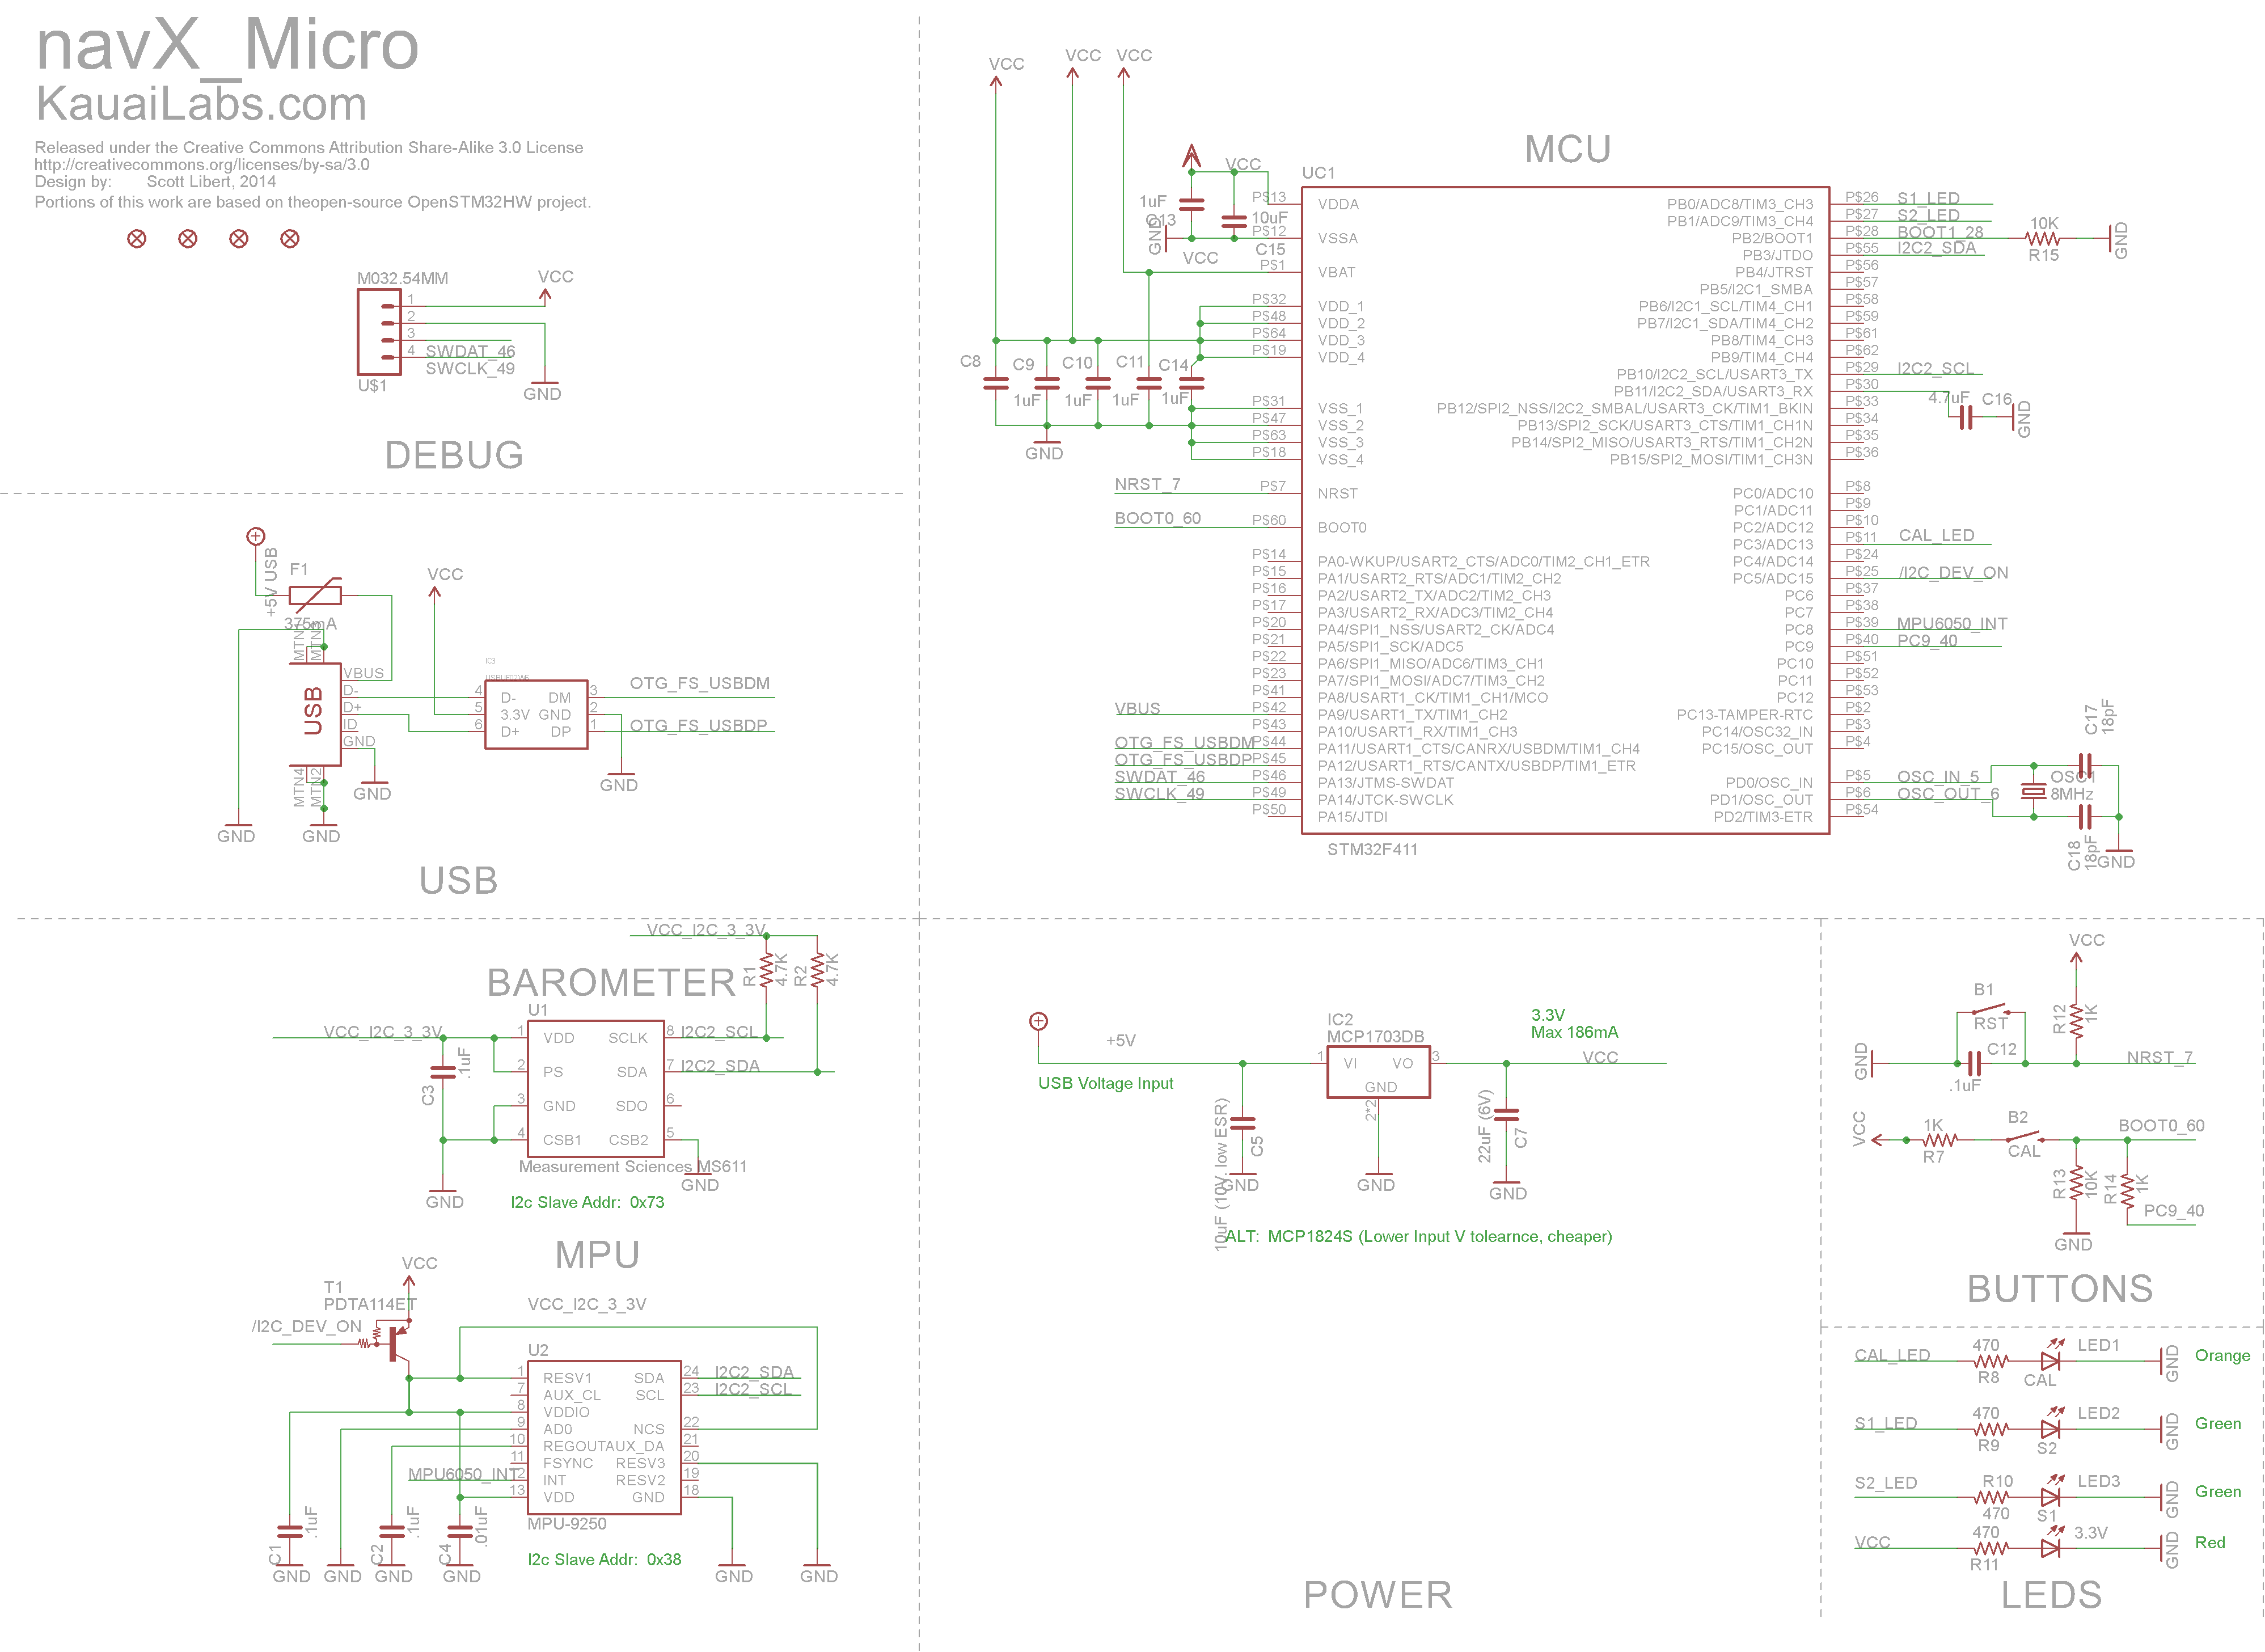 navX_Micro
KauaiLabs.com
Released under the Creative Commons Attribution Share-Alike 3.0 License
http://creativecommons.org/licenses/by-sa/3.0
Design by: Scott Libert, 2014
Portions of this work are based on theopen-source OpenSTM32HW project.
M032.54MM
VCC
1
2
3
4
SWDAT_46
SWCLK_49
U$1
GND
DEBUG
+5V USB
F1
375mA
VCC
MTN
MTN
USB
VBUS
D-
D+
ID
GND
MTN4
MTN2
IC3
4
5
6
D- DM
3.3V GND
D+ DP
3
2
1
OTG_FS_USBDM
OTG_FS_USBDP
GND
GND
GND
GND
USB
MCU
VCC
VCC
VCC
VCC
1uF
C13
GND
10uF
C15
VCC
C8
C9
1uF
C10
1uF
C11
1uF
C14
1uF
GND
UC1
P$13 VDDA
P$12 VSSA
P$1 VBAT
P$32 VDD_1
P$48 VDD_2
P$64 VDD_3
P$19 VDD_4
P$31 VSS_1
P$47 VSS_2
P$63 VSS_3
P$18 VSS_4
NRST_7 P$7 NRST
BOOT0_60 P$60 BOOT0
P$14 PA0-WKUP/USART2_CTS/ADC0/TIM2_CH1_ETR
P$15 PA1/USART2_RTS/ADC1/TIM2_CH2
P$16 PA2/USART2_TX/ADC2/TIM2_CH3
P$17 PA3/USART2_RX/ADC3/TIM2_CH4
P$20 PA4/SPI1_NSS/USART2_CK/ADC4
P$21 PA5/SPI1_SCK/ADC5
P$22 PA6/SPI1_MISO/ADC6/TIM3_CH1
P$23 PA7/SPI1_MOSI/ADC7/TIM3_CH2
P$41 PA8/USART1_CK/TIM1_CH1/MCO
VBUS P$42 PA9/USART1_TX/TIM1_CH2
P$43 PA10/USART1_RX/TIM1_CH3
OTG_FS_USBDM P$44 PA11/USART1_CTS/CANRX/USBDM/TIM1_CH4
OTG_FS_USBDP P$45 PA12/USART1_RTS/CANTX/USBDP/TIM1_ETR
SWDAT_46 P$46 PA13/JTMS-SWDAT
SWCLK_49 P$49 PA14/JTCK-SWCLK
P$50 PA15/JTDI
STM32F411
PB0/ADC8/TIM3_CH3 P$26 S1_LED
PB1/ADC9/TIM3_CH4 P$27 S2_LED
PB2/BOOT1 P$28 BOOT1_28
10K
R15
GND
PB3/JTDO P$55 I2C2_SDA
PB4/JTRST P$56
PB5/I2C1_SMBA P$57
PB6/I2C1_SCL/TIM4_CH1 P$58
PB7/I2C1_SDA/TIM4_CH2 P$59
PB8/TIM4_CH3 P$61
PB9/TIM4_CH4 P$62
PB10/I2C2_SCL/USART3_TX P$29 I2C2_SCL
PB11/I2C2_SDA/USART3_RX P$30
4.7uF C16
GND
PB12/SPI2_NSS/I2C2_SMBAL/USART3_CK/TIM1_BKIN P$33
PB13/SPI2_SCK/USART3_CTS/TIM1_CH1N P$34
PB14/SPI2_MISO/USART3_RTS/TIM1_CH2N P$35
PB15/SPI2_MOSI/TIM1_CH3N P$36
PC0/ADC10 P$8
PC1/ADC11 P$9
PC2/ADC12 P$10
PC3/ADC13 P$11 CAL_LED
PC4/ADC14 P$24
PC5/ADC15 P$25 /I2C_DEV_ON
PC6 P$37
PC7 P$38
PC8 P$39 MPU6050_INT
PC9 P$40 PC9_40
PC10 P$51
PC11 P$52
PC12 P$53
PC13-TAMPER-RTC P$2
PC14/OSC32_IN P$3
PC15/OSC_OUT P$4
PD0/OSC_IN P$5 OSC_IN_5
PD1/OSC_OUT P$6 OSC_OUT_6
PD2/TIM3-ETR P$54
OSC1
8MHz
C17
18pF
C18
18pF
GND
VCC_I2C_3_3V
R1
4.7K
R2
4.7K
BAROMETER
U1
VCC_I2C_3_3V
.1uF
C3
1 VDD SCLK 8 I2C2_SCL
2 PS SDA 7 I2C2_SDA
3 GND SDO 6
4 CSB1 CSB2 5
Measurement Sciences MS611
GND
GND
I2c Slave Addr: 0x73
MPU
VCC
T1
PDTA114ET
/I2C_DEV_ON
VCC_I2C_3_3V
U2
1 RESV1 SDA 24 I2C2_SDA
7 AUX_CL SCL 23 I2C2_SCL
8 VDDIO
9 AD0 NCS 22
10 REGOUT AUX_DA 21
11 FSYNC RESV3 20
MPU6050_INT 12 INT RESV2 19
13 VDD GND 18
MPU-9250
I2c Slave Addr: 0x38
C1
.1uF
C2
.1uF
C4
.01uF
GND
GND
GND
GND
GND
GND
+5V
USB Voltage Input
IC2
MCP1703DB
1 VI VO 3
GND
2*2
3.3V
Max 186mA
VCC
10uF (10V, low ESR)
C5
22uF (6V)
C7
GND
GND
GND
ALT: MCP1824S (Lower Input V tolearnce, cheaper)
POWER
VCC
B1
RST
R12
1K
GND
C12
.1uF
NRST_7
VCC
1K
R7
B2
CAL
BOOT0_60
R13
10K
R14
1K
PC9_40
GND
BUTTONS
CAL_LED 470 R8 CAL LED1 GND Orange
S1_LED 470 R9 S2 LED2 GND Green
S2_LED R10 470 S1 LED3 GND Green
VCC 470 R11 3.3V GND Red
LEDS